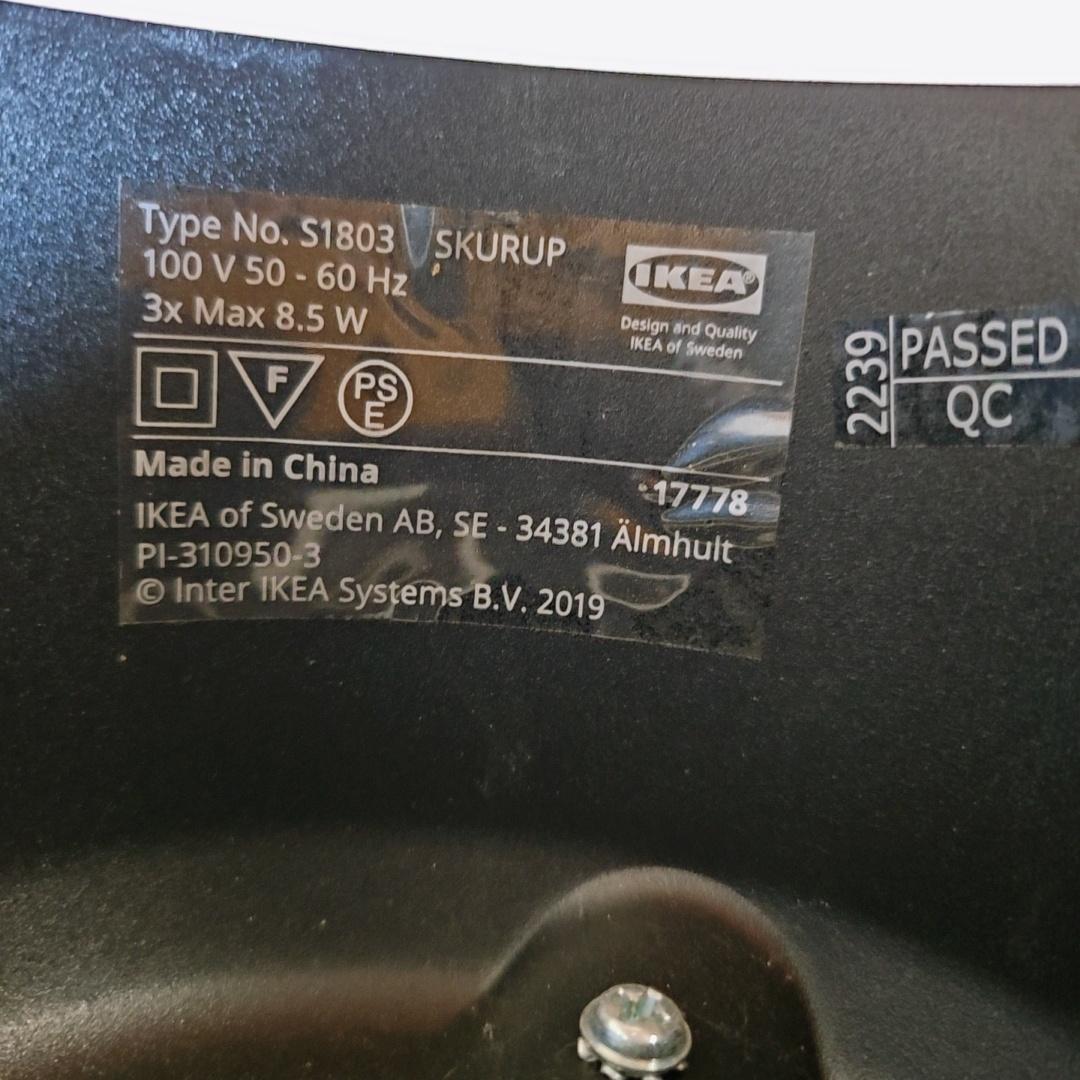 Type No. S1803 SKURUP
100 V 50 - 60 Hz
3x Max 8.5 W
IKEA®
Design and Quality
IKEA of Sweden
F
PS
E
Made in China
17778
IKEA of Sweden AB, SE - 34381 Älmhult
PI-310950-3
© Inter IKEA Systems B.V. 2019
2239
PASSED
QC